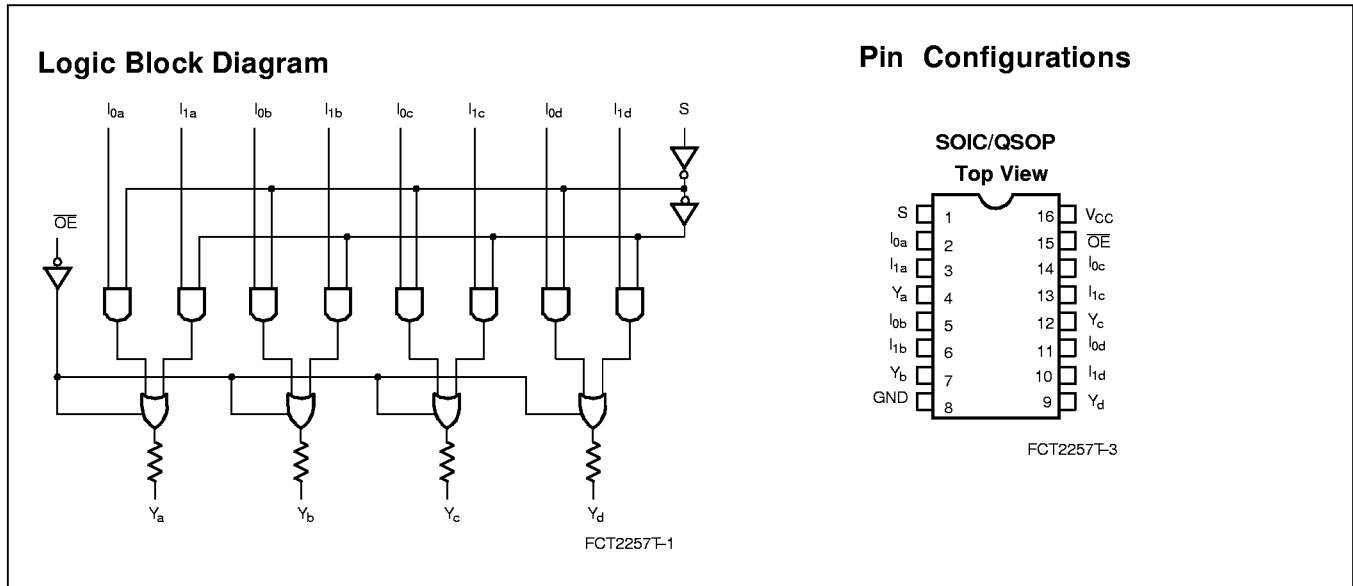 Logic Block Diagram
I0a I1a I0b I1b I0c I1c I0d I1d S
OE
Ya Yb Yc Yd
FCT2257T–1
Pin Configurations
SOIC/QSOP
Top View
S 1 16 VCC
I0a 2 15 OE
I1a 3 14 I0c
Ya 4 13 I1c
I0b 5 12 Yc
I1b 6 11 I0d
Yb 7 10 I1d
GND 8 9 Yd
FCT2257T–3